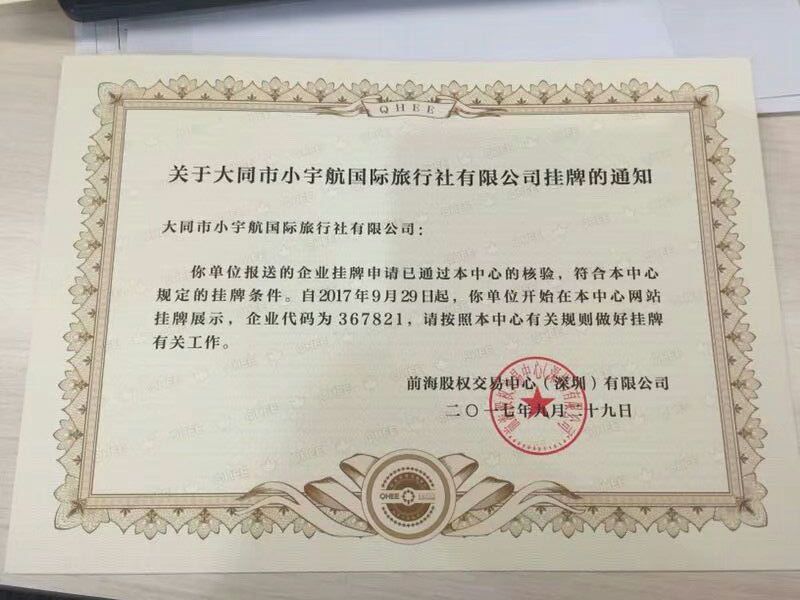 QHEE
关于大同市小宇航国际旅行社有限公司挂牌的通知
大同市小宇航国际旅行社有限公司：
你单位报送的企业挂牌申请已通过本中心的核验，符合本中心
规定的挂牌条件。自2017年9月29日起，你单位开始在本中心网站
挂牌展示，企业代码为367821，请按照本中心有关规则做好挂牌
有关工作。
前海股权交易中心（深圳）有限公司
二〇一七年九月二十九日
QHEE